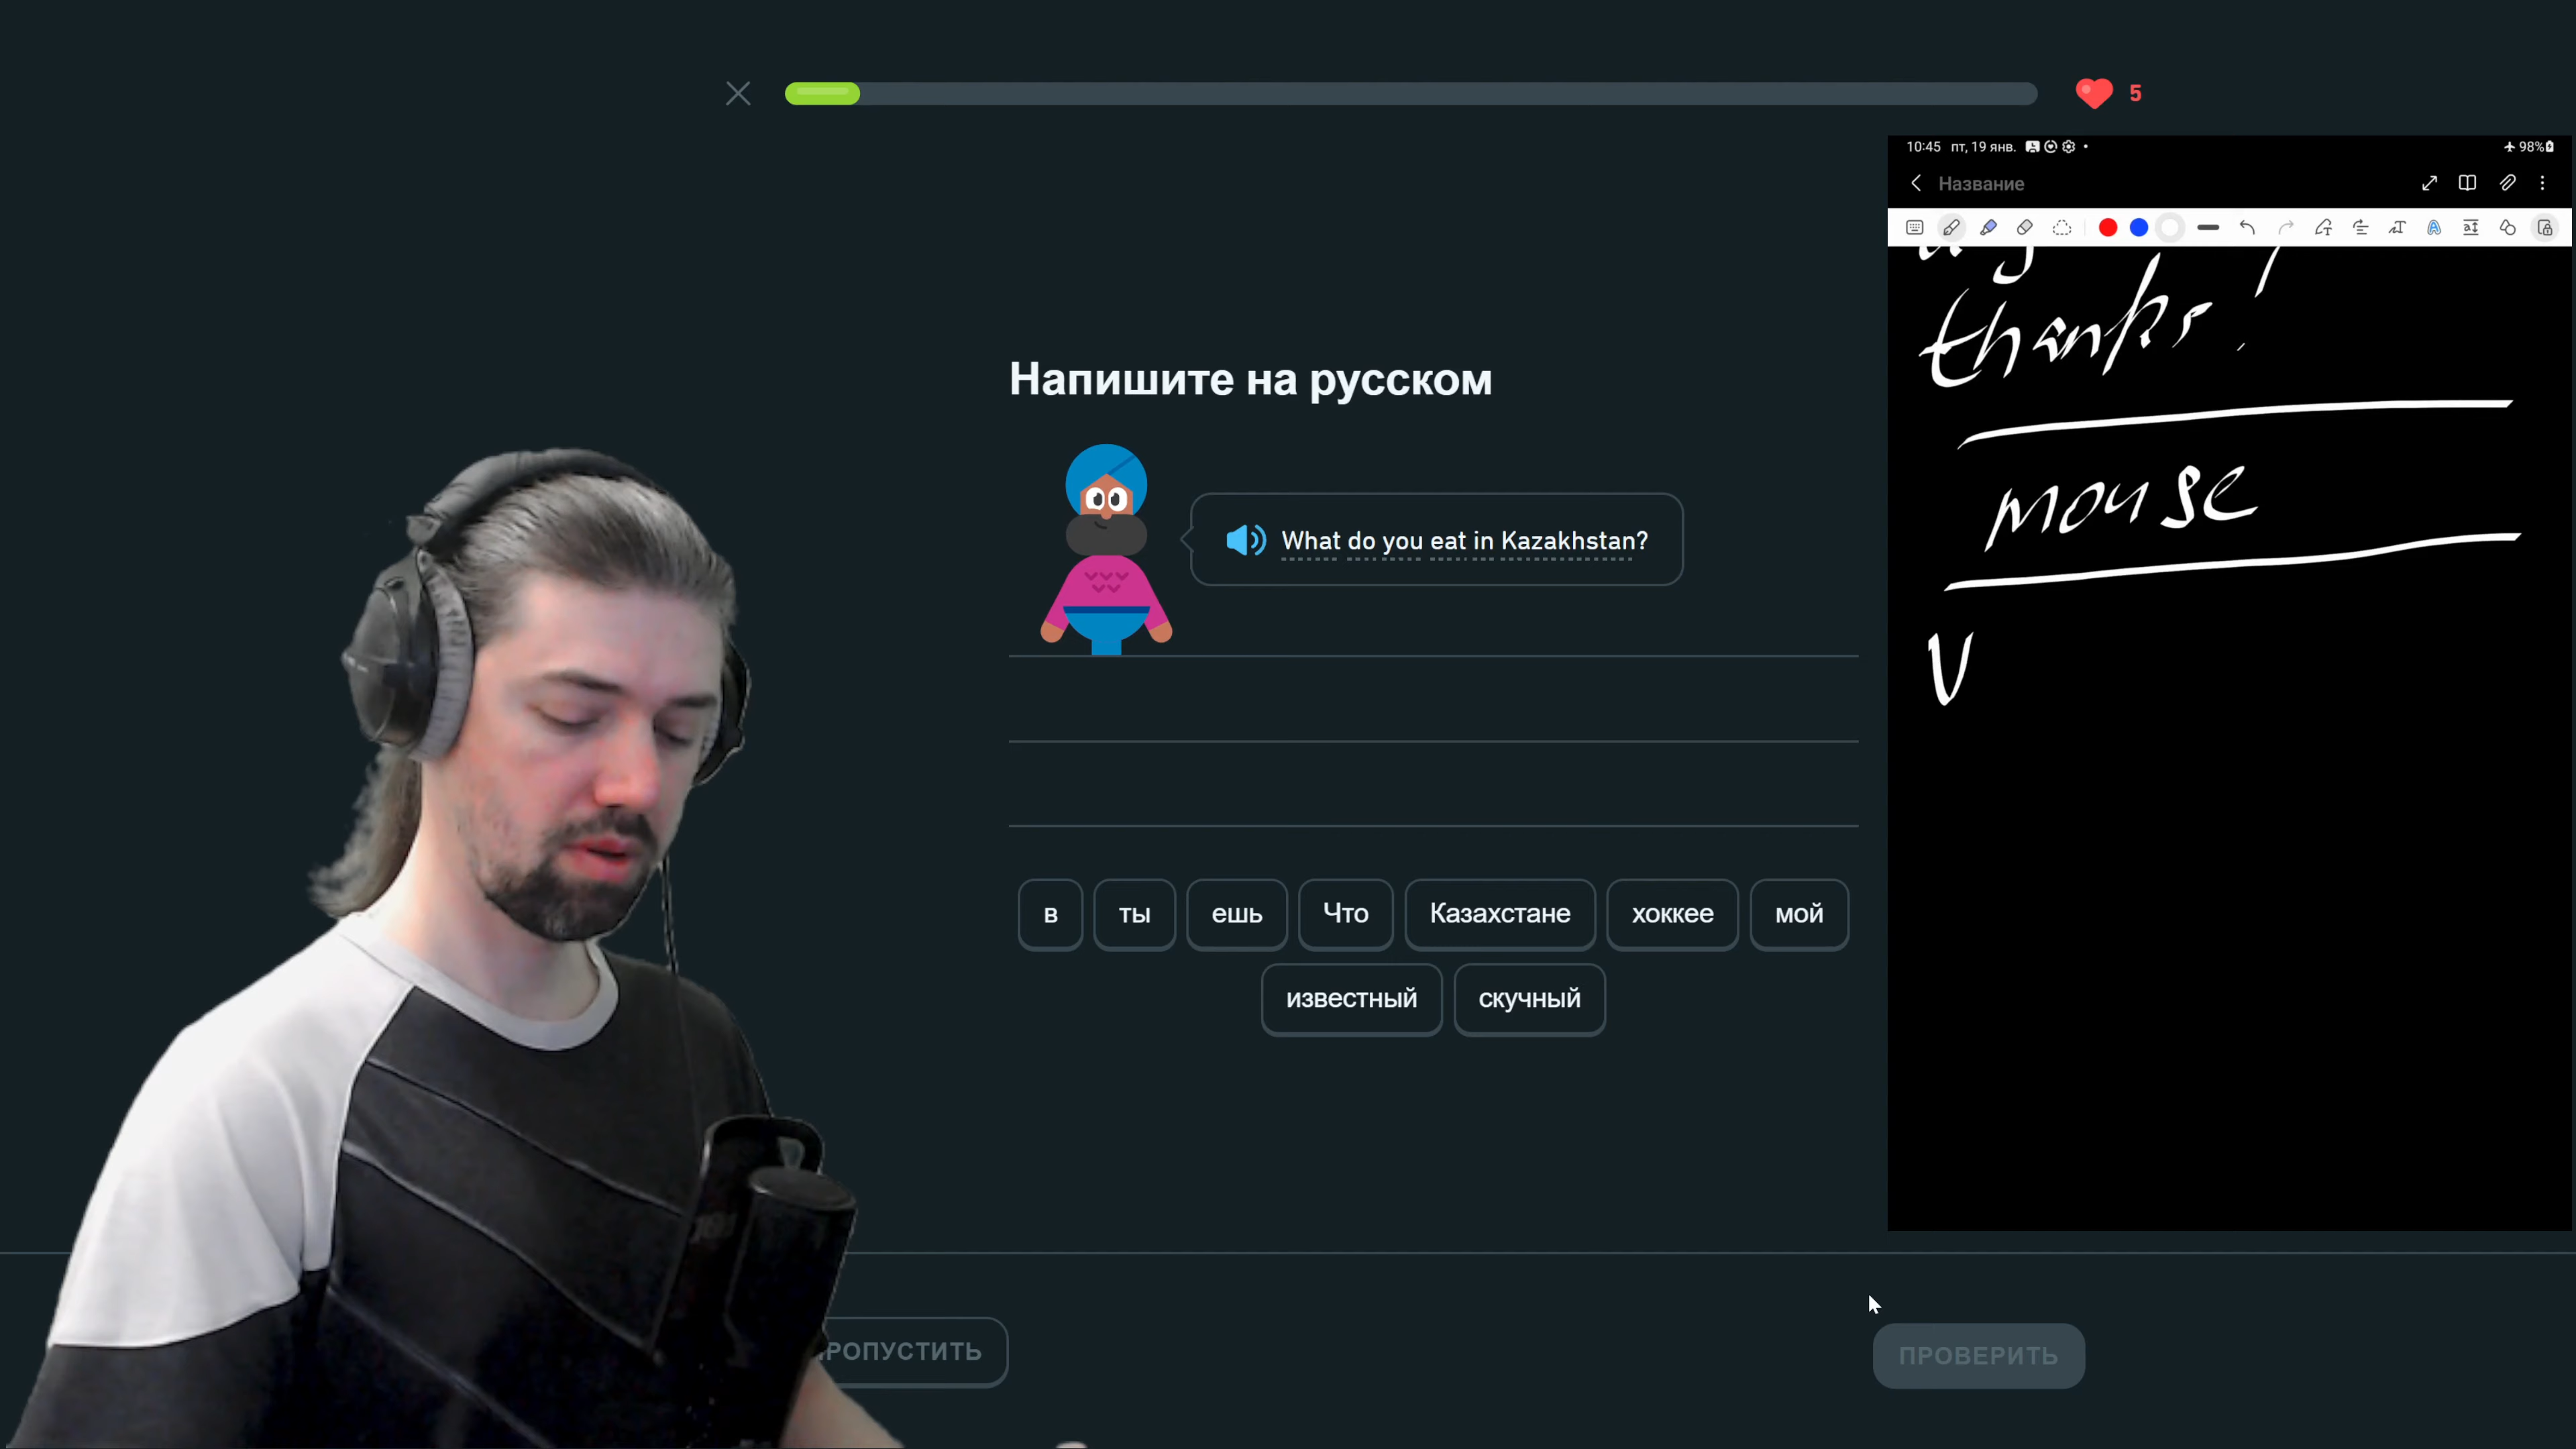 5
10:45 пт, 19 янв. 98%
Название
thanks!
mouse
Напишите на русском
What do you eat in Kazakhstan?
в ты ешь Что Казахстане хоккее мой
известный скучный
РОПУСТИТЬ
ПРОВЕРИТЬ